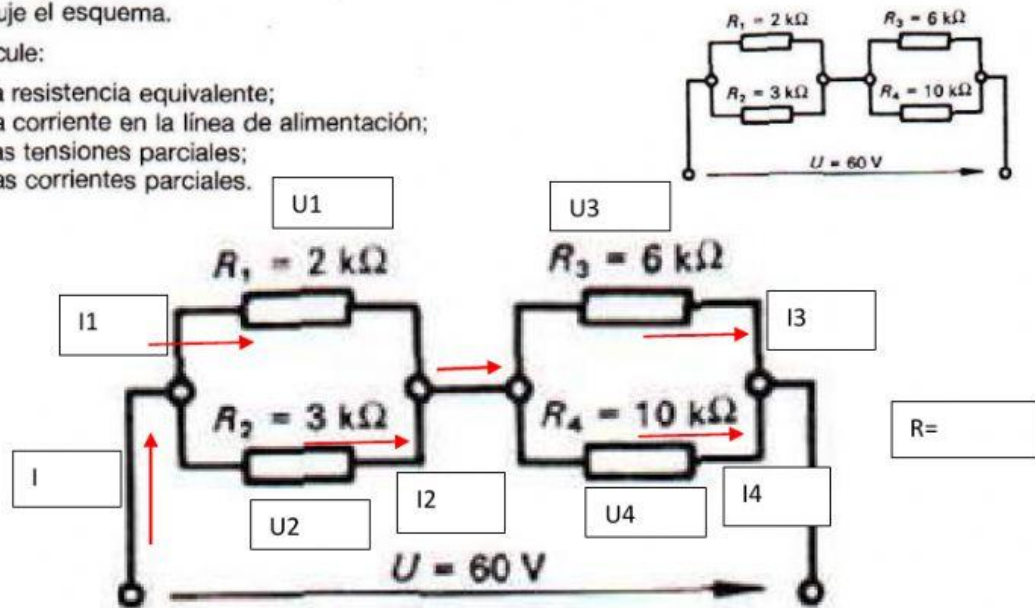 uje el esquema.
cule:
a resistencia equivalente;
a corriente en la línea de alimentación;
as tensiones parciales;
as corrientes parciales.
R₁ = 2 kΩ
R₃ = 6 kΩ
R₂ = 3 kΩ
R₄ = 10 kΩ
U = 60 V
U1
U3
R₁ = 2 kΩ
R₃ = 6 kΩ
I1
I3
R₂ = 3 kΩ
R₄ = 10 kΩ
R=
I
I2
I4
U2
U4
U = 60 V